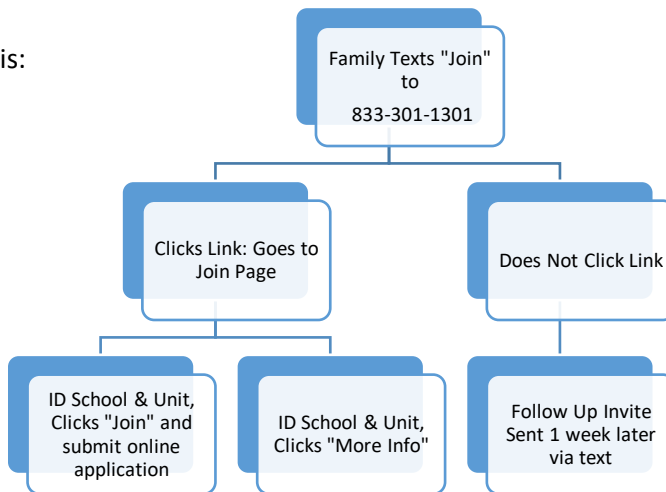 is:
Family Texts "Join"
to
833-301-1301
Clicks Link: Goes to
Join Page
Does Not Click Link
ID School & Unit,
Clicks "Join" and
submit online
application
ID School & Unit,
Clicks "More Info"
Follow Up Invite
Sent 1 week later
via text